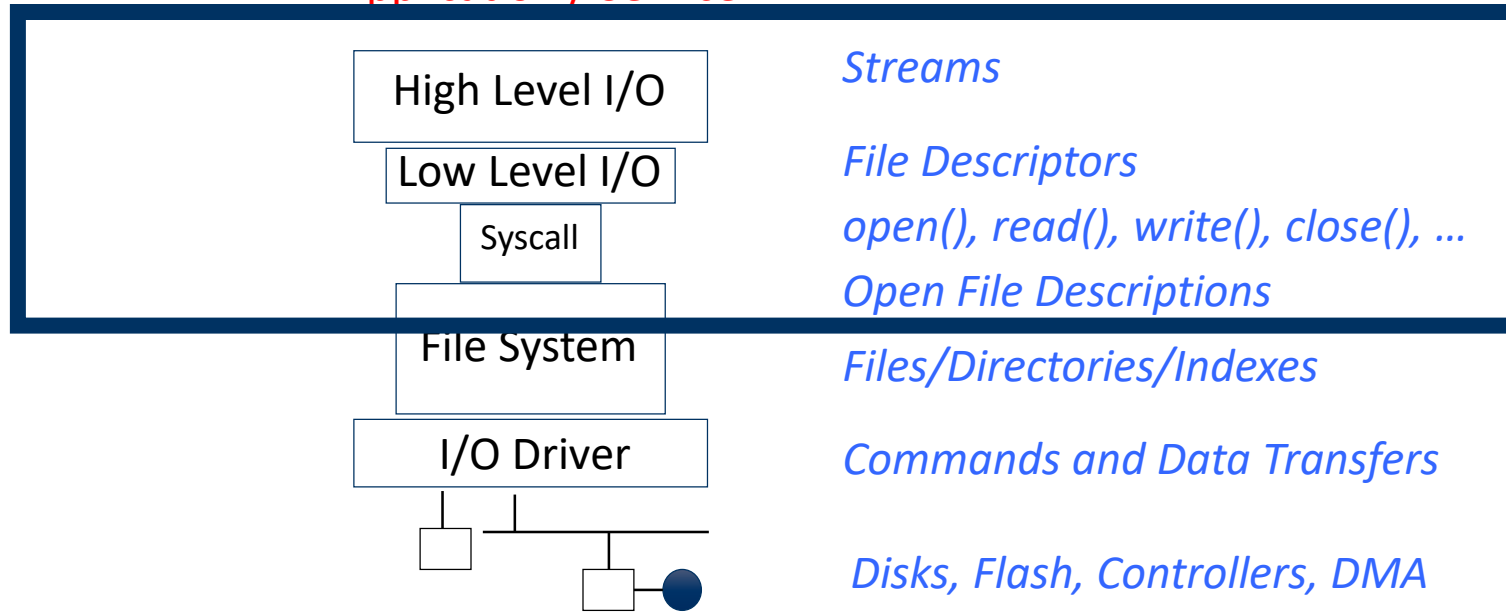 High Level I/O
Streams
Low Level I/O
File Descriptors
Syscall
open(), read(), write(), close(), …
Open File Descriptions
File System
Files/Directories/Indexes
I/O Driver
Commands and Data Transfers
Disks, Flash, Controllers, DMA